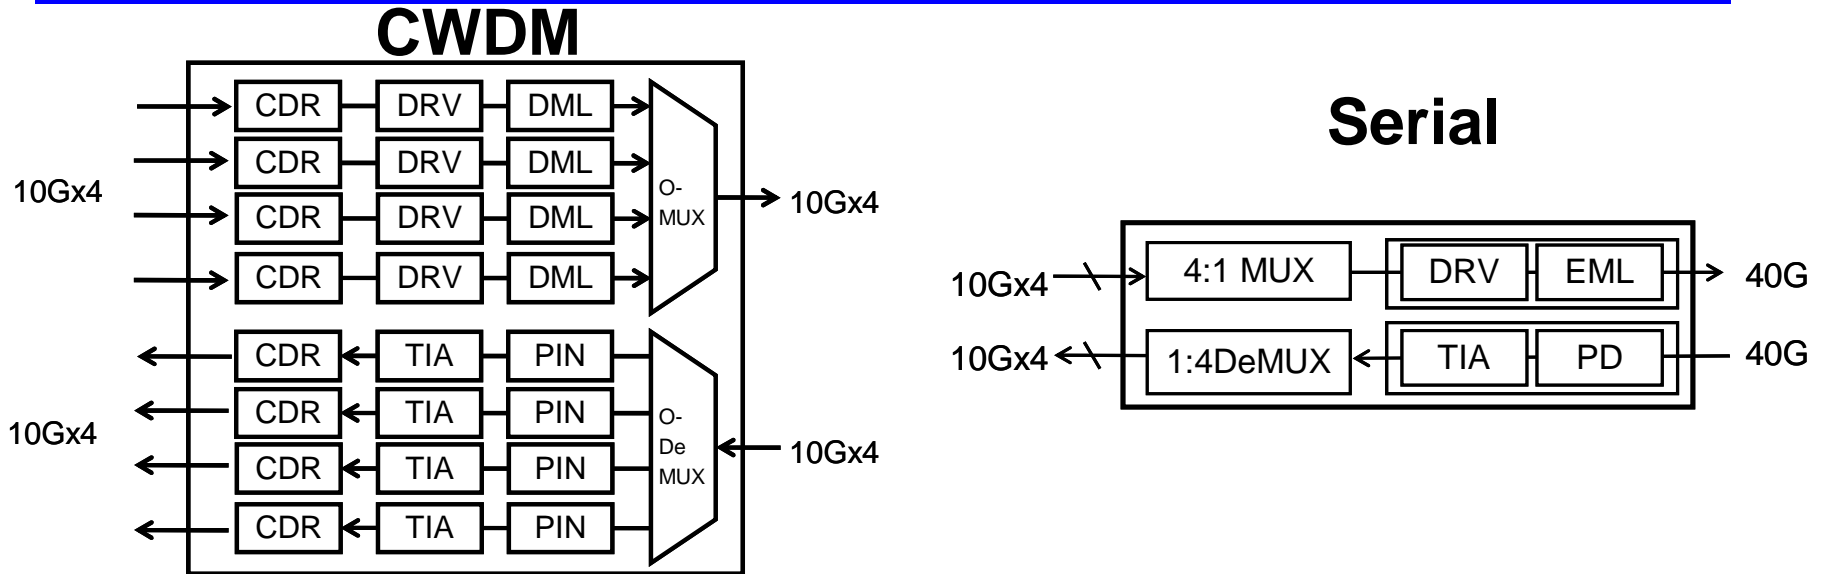 CWDM
CDR DRV DML
CDR DRV DML
10Gx4
CDR DRV DML
CDR DRV DML
O-
MUX
10Gx4
CDR TIA PIN
CDR TIA PIN
10Gx4
CDR TIA PIN
CDR TIA PIN
O-
De
MUX
10Gx4
Serial
10Gx4 4:1 MUX DRV EML 40G
10Gx4 1:4DeMUX TIA PD 40G